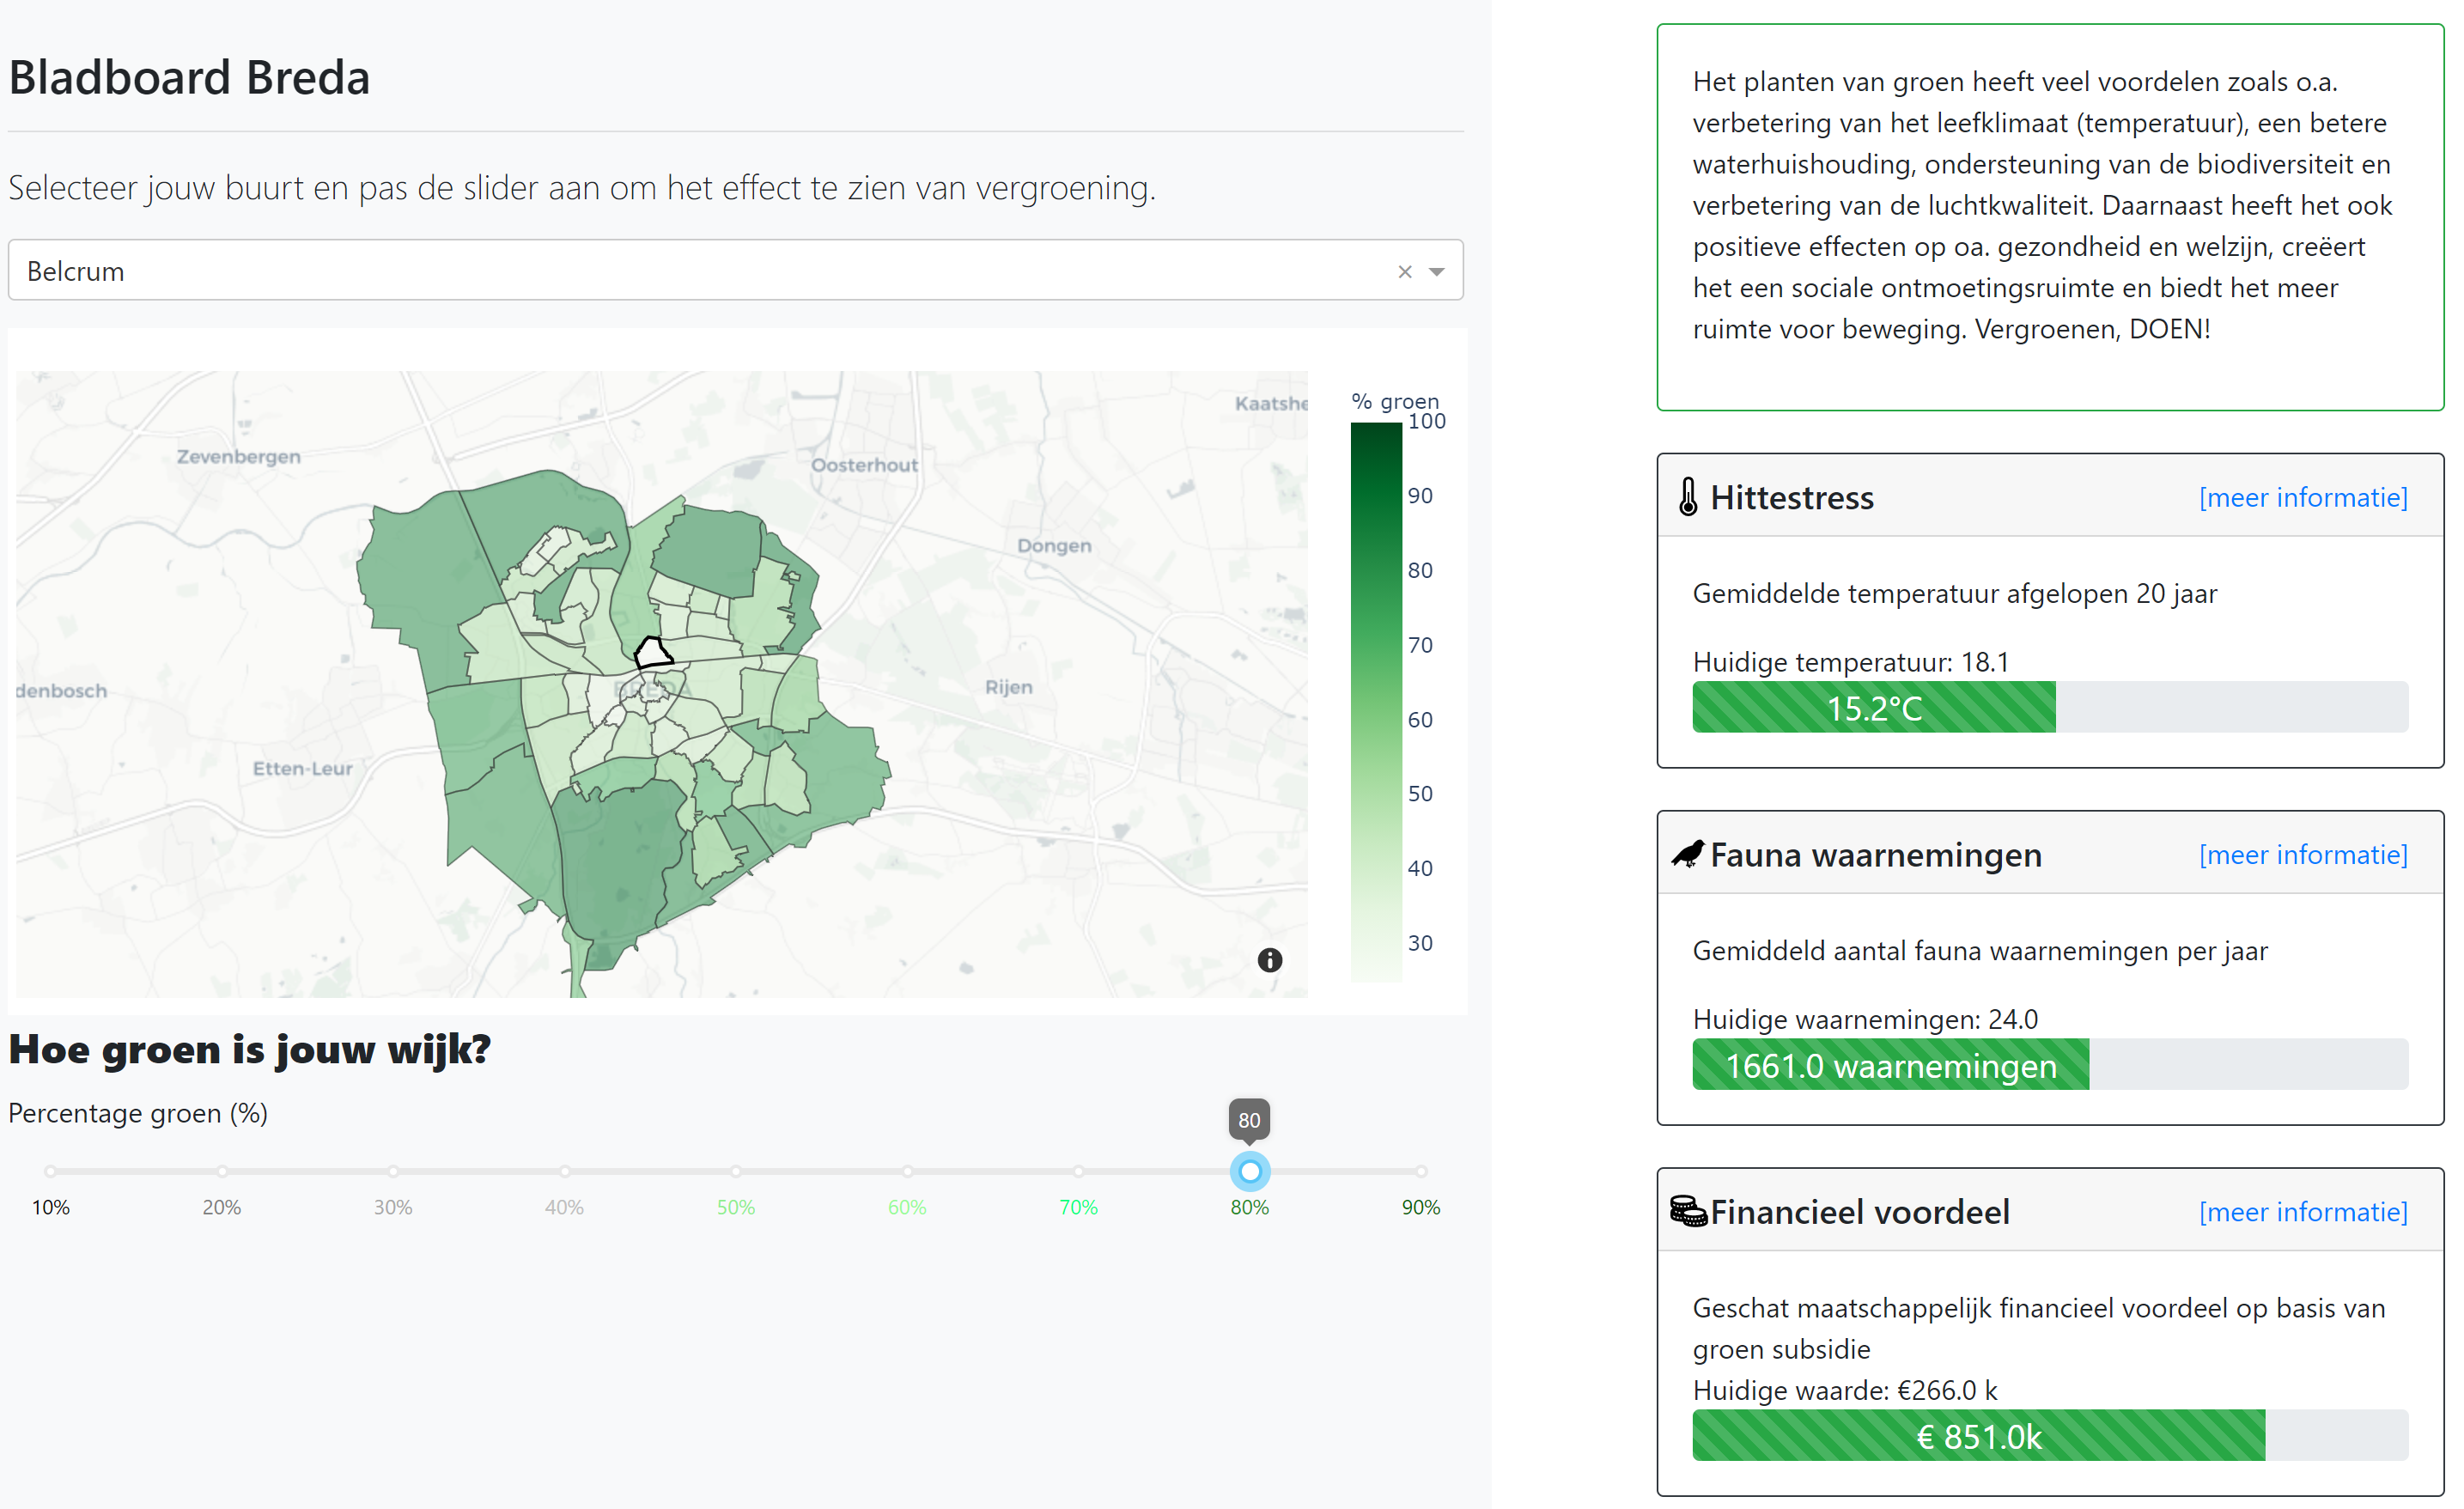 Bladboard Breda
Selecteer jouw buurt en pas de slider aan om het effect te zien van vergroening.
Belcrum
Zevenbergen
Oosterhout
Kaatshe
Dongen
Rijen
denbosch
BREDA
Etten-Leur
% groen
100
90
80
70
60
50
40
30
Hoe groen is jouw wijk?
Percentage groen (%)
80
10% 20% 30% 40% 50% 60% 70% 80% 90%
Het planten van groen heeft veel voordelen zoals o.a.
verbetering van het leefklimaat (temperatuur), een betere
waterhuishouding, ondersteuning van de biodiversiteit en
verbetering van de luchtkwaliteit. Daarnaast heeft het ook
positieve effecten op oa. gezondheid en welzijn, creëert
het een sociale ontmoetingsruimte en biedt het meer
ruimte voor beweging. Vergroenen, DOEN!
Hittestress [meer informatie]
Gemiddelde temperatuur afgelopen 20 jaar
Huidige temperatuur: 18.1
15.2°C
Fauna waarnemingen [meer informatie]
Gemiddeld aantal fauna waarnemingen per jaar
Huidige waarnemingen: 24.0
1661.0 waarnemingen
Financieel voordeel [meer informatie]
Geschat maatschappelijk financieel voordeel op basis van
groen subsidie
Huidige waarde: €266.0 k
€ 851.0k